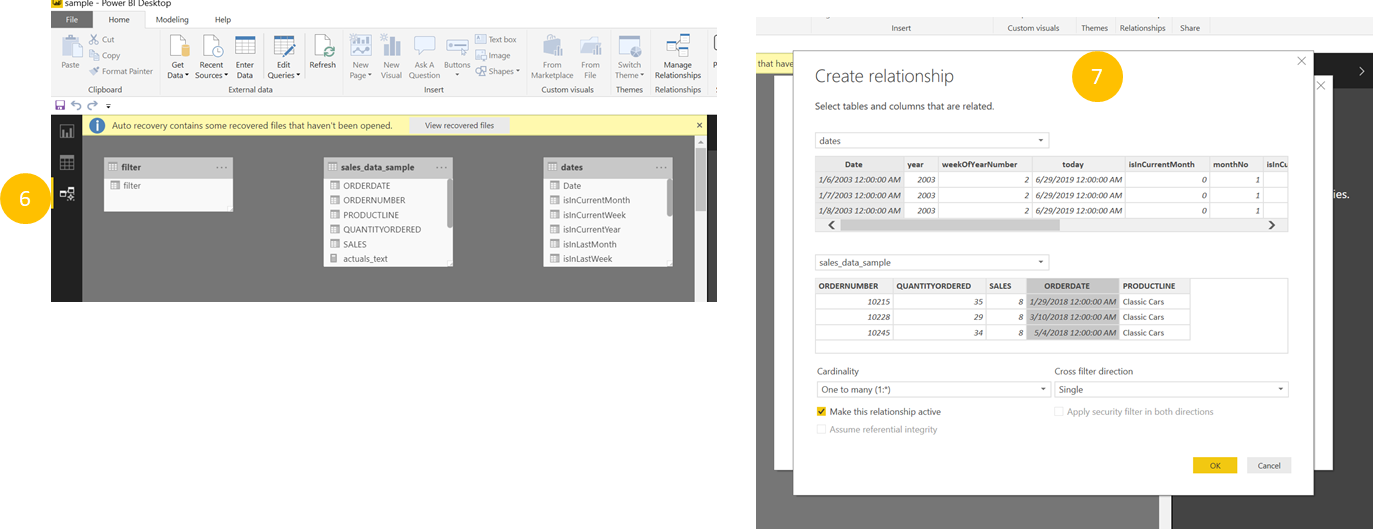 sample - Power BI Desktop
File Home Modeling Help
Paste
Cut
Copy
Format Painter
Clipboard
Get Data
Recent Sources
Enter Data
Edit Queries
Refresh
External data
New Page
New Visual
Ask A Question
Buttons
Text box
Image
Shapes
Insert
From Marketplace
From File
Custom visuals
Switch Theme
Themes
Manage Relationships
Relationships
Auto recovery contains some recovered files that haven't been opened. View recovered files
6
filter
filter
sales_data_sample
ORDERDATE
ORDERNUMBER
PRODUCTLINE
QUANTITYORDERED
SALES
actuals_text
dates
Date
isInCurrentMonth
isInCurrentWeek
isInCurrentYear
isInLastMonth
isInLastWeek
Insert Custom visuals Themes Relationships Share
that have
7
Create relationship
Select tables and columns that are related.
dates
Date year weekOfYearNumber today isInCurrentMonth monthNo isInCu
1/6/2003 12:00:00 AM 2003 2 6/29/2019 12:00:00 AM 0 1
1/7/2003 12:00:00 AM 2003 2 6/29/2019 12:00:00 AM 0 1
1/8/2003 12:00:00 AM 2003 2 6/29/2019 12:00:00 AM 0 1
ies.
sales_data_sample
ORDERNUMBER QUANTITYORDERED SALES ORDERDATE PRODUCTLINE
10215 35 8 1/29/2018 12:00:00 AM Classic Cars
10228 29 8 3/10/2018 12:00:00 AM Classic Cars
10245 34 8 5/4/2018 12:00:00 AM Classic Cars
Cardinality Cross filter direction
One to many (1:*) Single
Make this relationship active Apply security filter in both directions
Assume referential integrity
OK Cancel